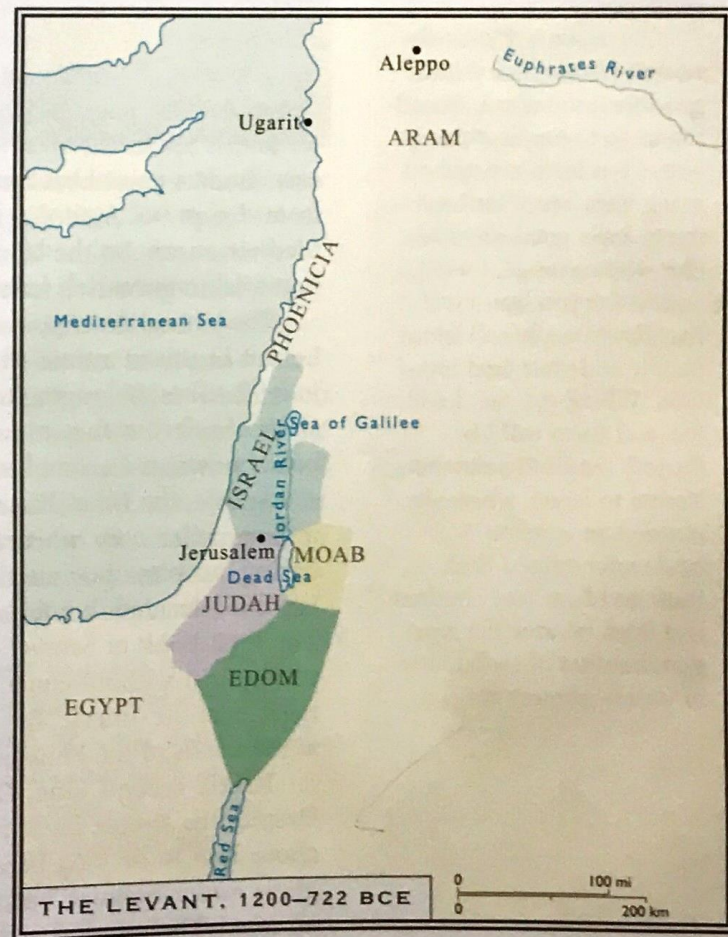 Aleppo
Euphrates River
Ugarit
ARAM
PHOENICIA
Mediterranean Sea
Sea of Galilee
ISRAEL
Jordan River
Jerusalem
MOAB
Dead Sea
JUDAH
EDOM
EGYPT
Red Sea
THE LEVANT, 1200–722 BCE
0 100 mi
0 200 km